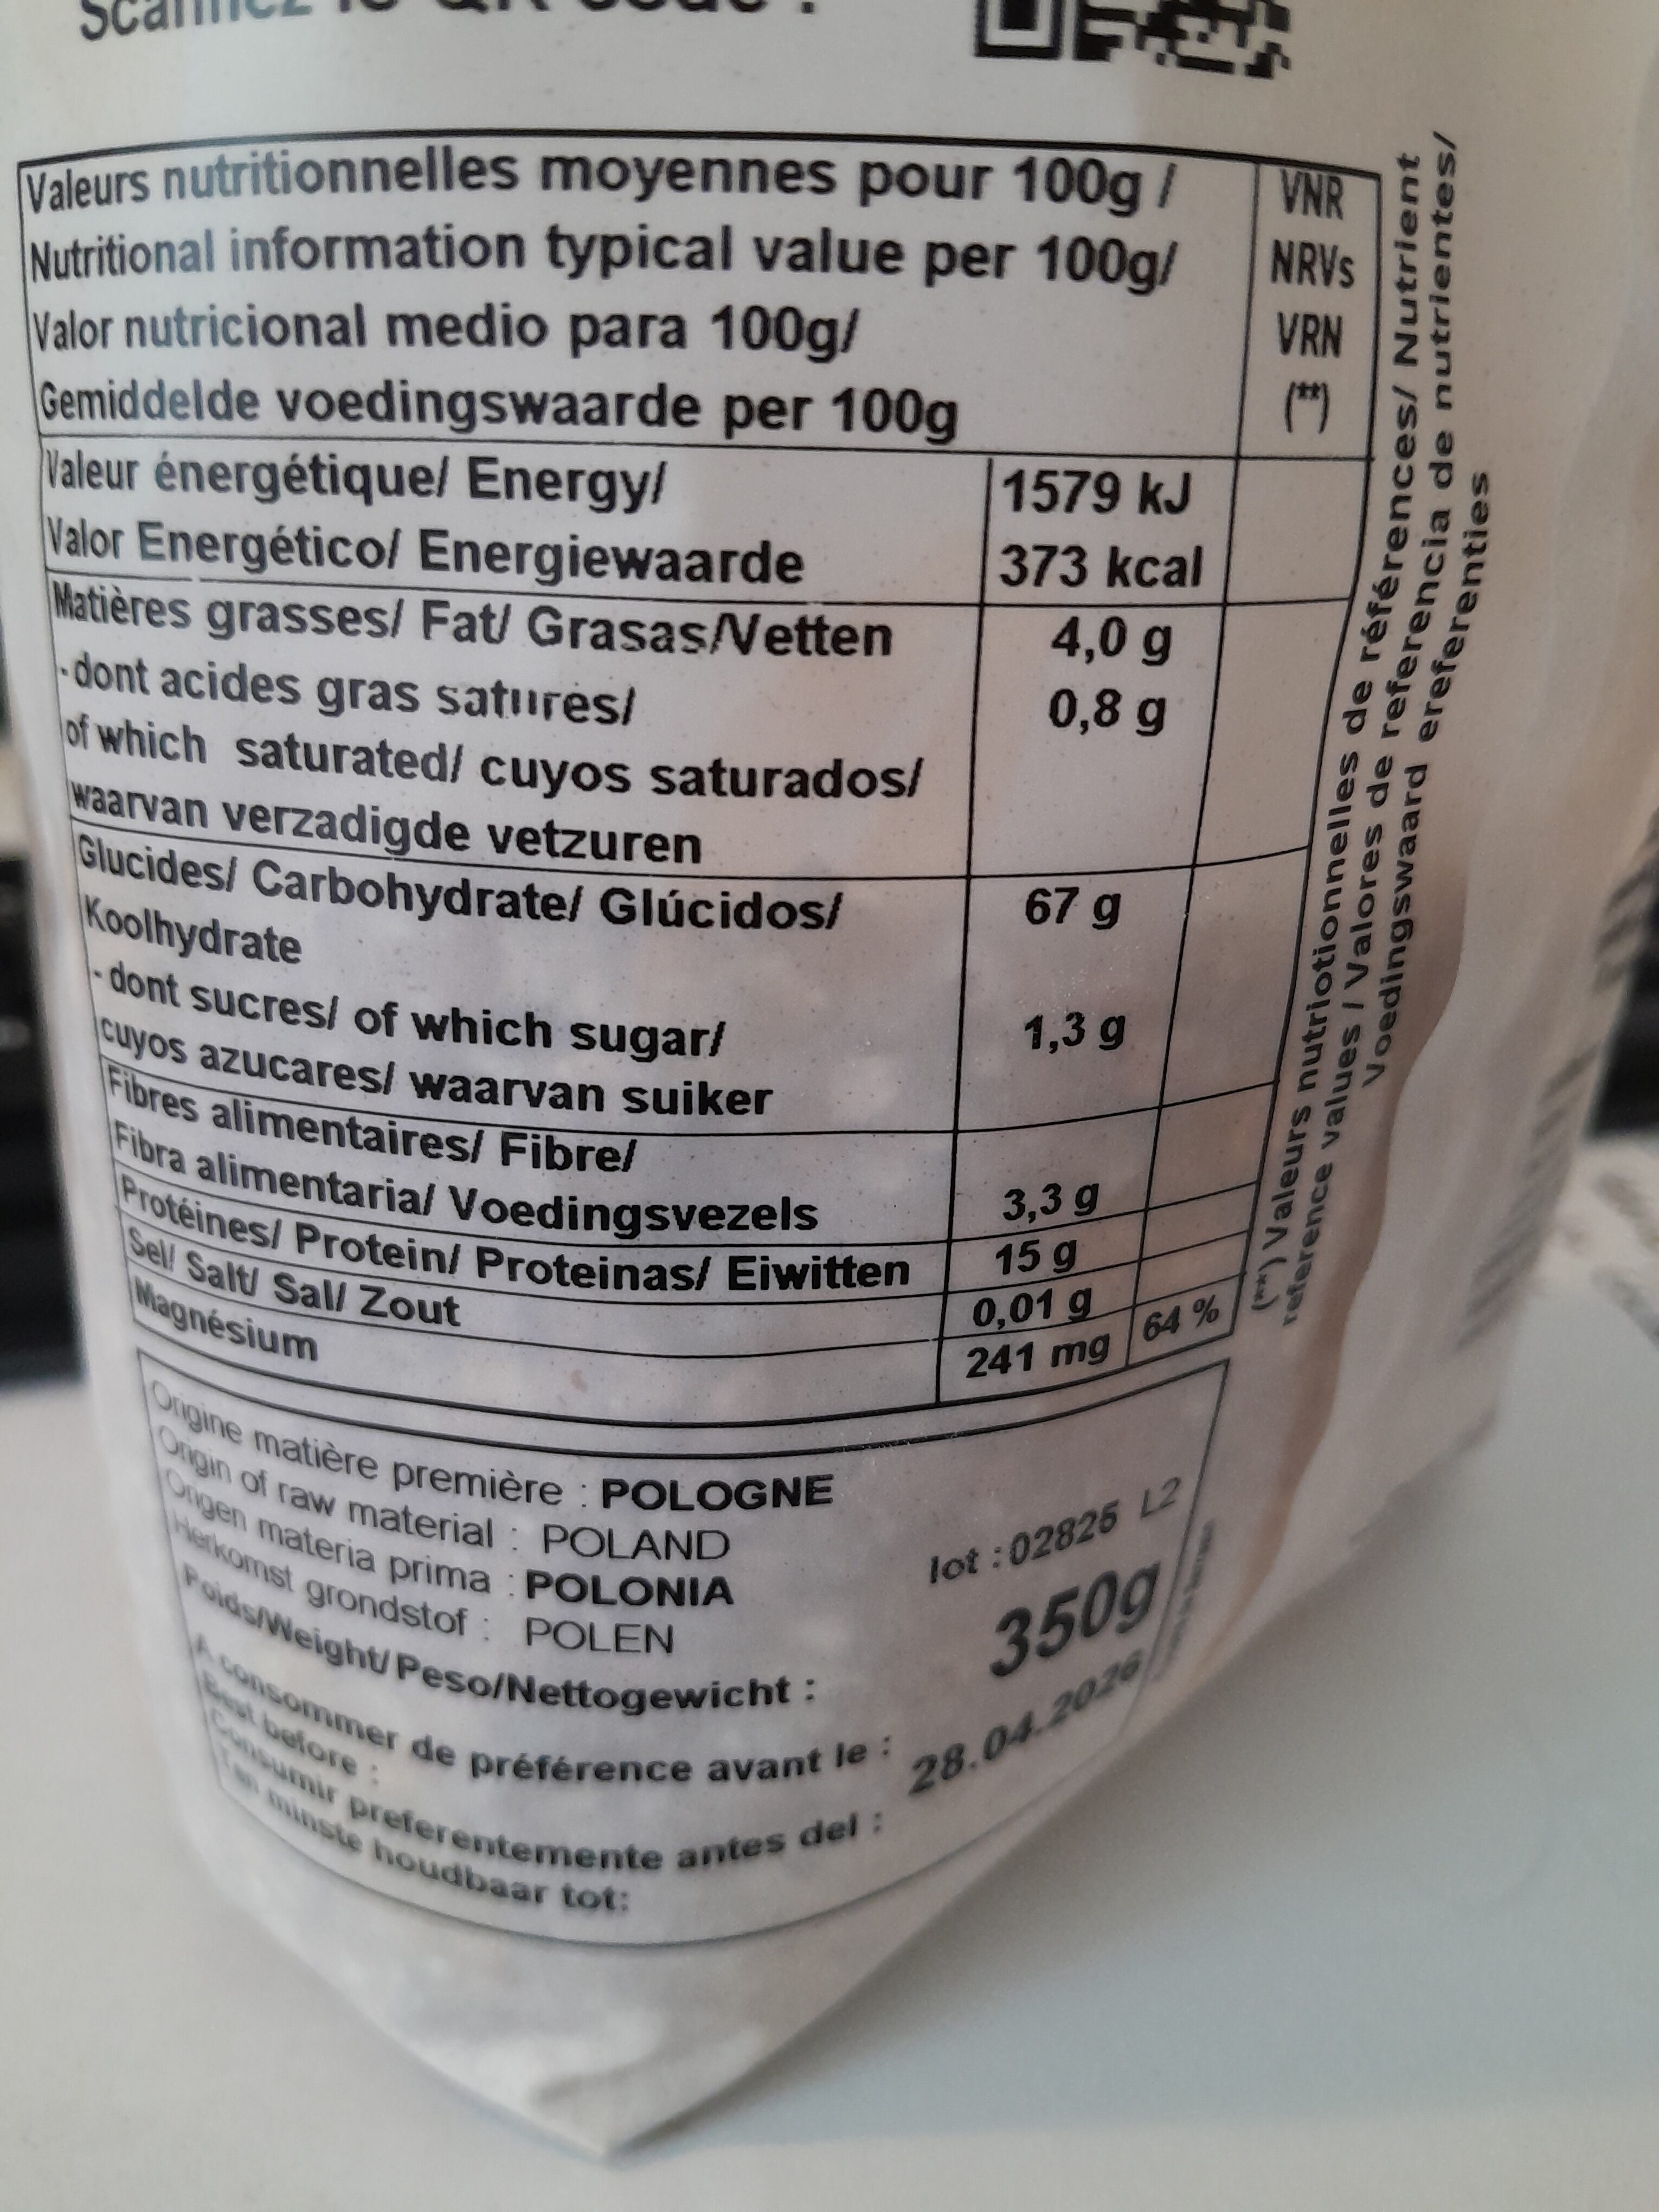 Scannez le QR code :
Valeurs nutritionnelles moyennes pour 100g /
Nutritional information typical value per 100g/
Valor nutricional medio para 100g/
Gemiddelde voedingswaarde per 100g
VNR
NRVs
VRN
(**)
Valeur énergétique/ Energy/
Valor Energético/ Energiewaarde
1579 kJ
373 kcal
Matières grasses/ Fat/ Grasas/Vetten
4,0 g
-dont acides gras saturés/
0,8 g
of which saturated/ cuyos saturados/
waarvan verzadigde vetzuren
Glucides/ Carbohydrate/ Glúcidos/
67 g
Koolhydrate
- dont sucres/ of which sugar/
1,3 g
cuyos azucares/ waarvan suiker
Fibres alimentaires/ Fibre/
Fibra alimentaria/ Voedingsvezels
3,3 g
Protéines/ Protein/ Proteinas/ Eiwitten
15 g
Sel/ Salt/ Sal/ Zout
0,01 g
Magnésium
241 mg
64 %
(**) Valeurs nutriotionnelles de références/ Nutrient
reference values / Valores de referencia de nutrientes/
Voedingswaard ereferenties
Origine matière première : POLOGNE
Origin of raw material : POLAND
Origen materia prima : POLONIA
Herkomst grondstof : POLEN
lot :02826 L2
Poids/Weight/ Peso/Nettogewicht :
350g
A consommer de préférence avant le :
28.04.2026
Best before :
Consumir preferentemente antes del :
Ten minste houdbaar tot: